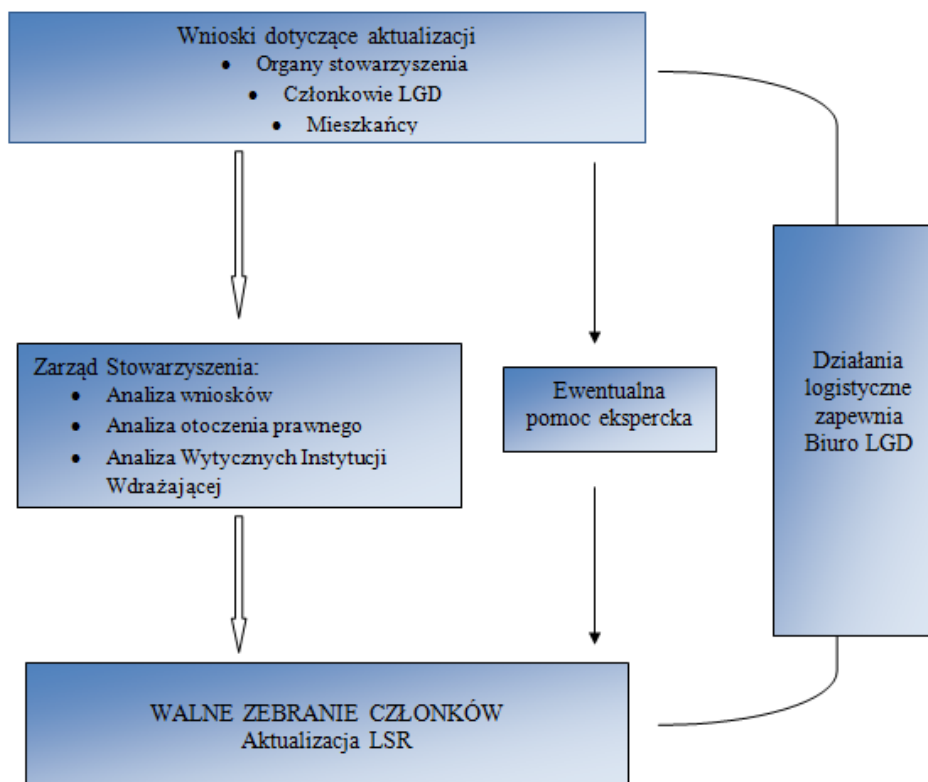 Wnioski dotyczące aktualizacji
• Organy stowarzyszenia
• Członkowie LGD
• Mieszkańcy
Zarząd Stowarzyszenia:
• Analiza wniosków
• Analiza otoczenia prawnego
• Analiza Wytycznych Instytucji
Wdrażającej
Ewentualna
pomoc ekspercka
Działania
logistyczne
zapewnia
Biuro LGD
WALNE ZEBRANIE CZŁONKÓW
Aktualizacja LSR